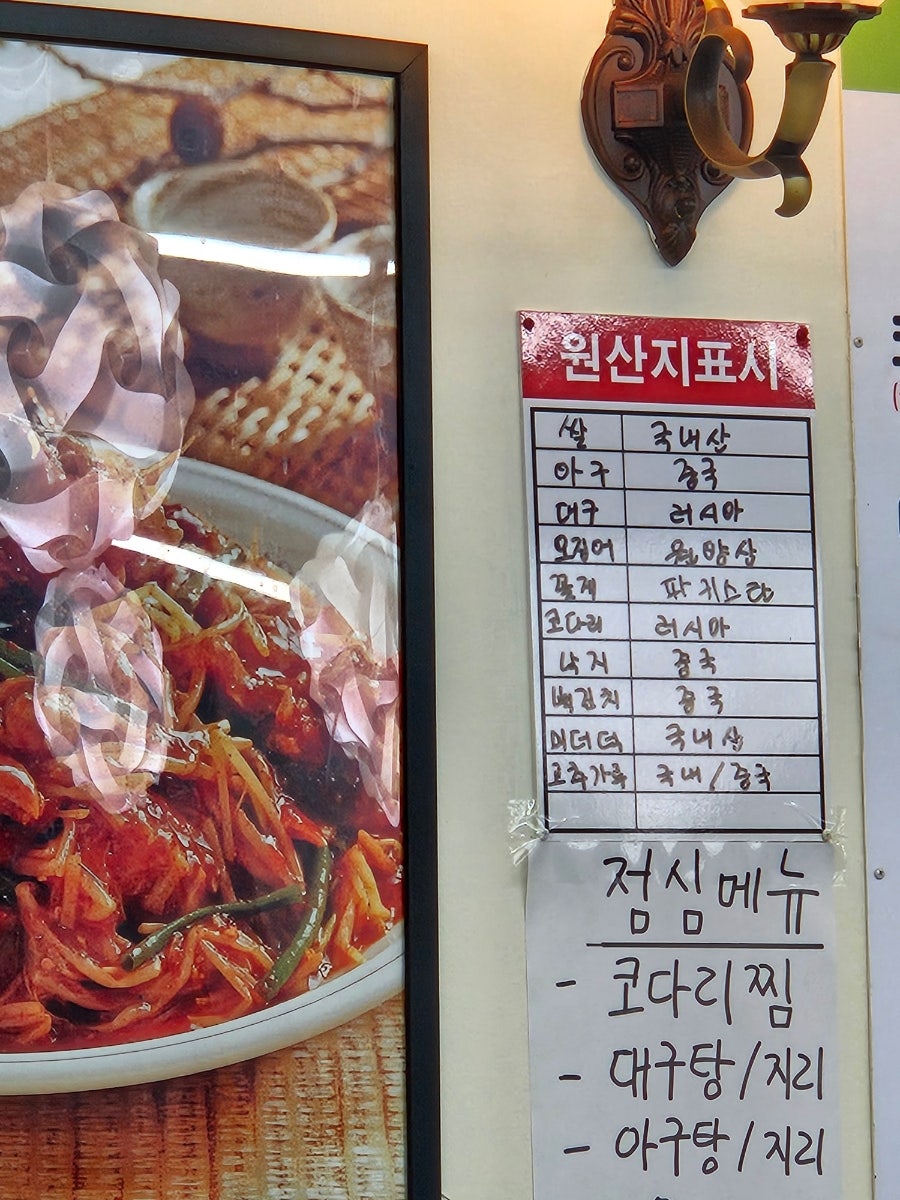 원산지표시
쌀 국내산
아구 중국
대구 러시아
오징어 원양산
꽃게 파키스탄
코다리 러시아
낙지 중국
백김치 중국
미더덕 국내산
고추가루 국내/중국
점심메뉴
- 코다리찜
- 대구탕/지리
- 아구탕/지리